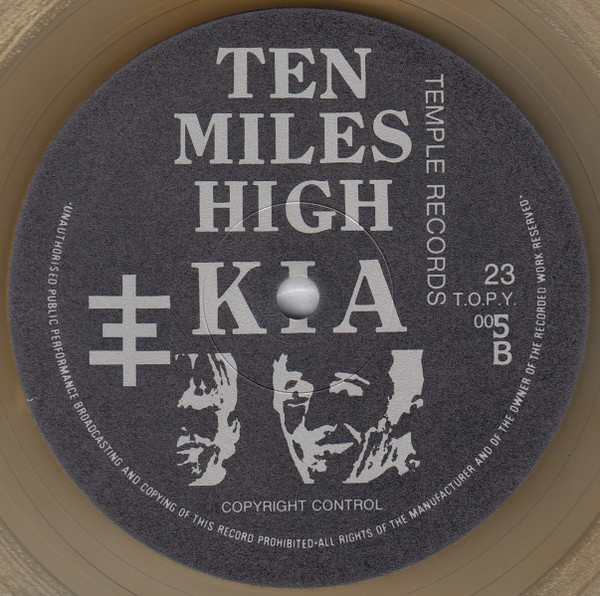 TEN
MILES
HIGH
KIA
TEMPLE RECORDS
23
T.O.P.Y.
005
B
COPYRIGHT CONTROL
•UNAUTHORISED PUBLIC PERFORMANCE BROADCASTING AND COPYING OF THIS RECORD PROHIBITED•ALL RIGHTS OF THE MANUFACTURER AND OF THE OWNER OF THE RECORDED WORK RESERVED•